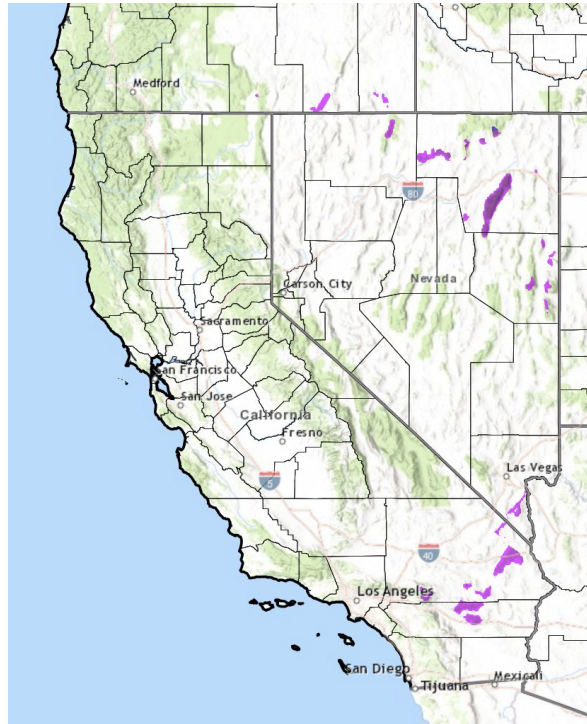 Medford
80
Carson City
Nevada
Sacramento
San Francisco
San Jose
California
Fresno
Las Vegas
5
40
Los Angeles
San Diego
Mexicali
Tijuana